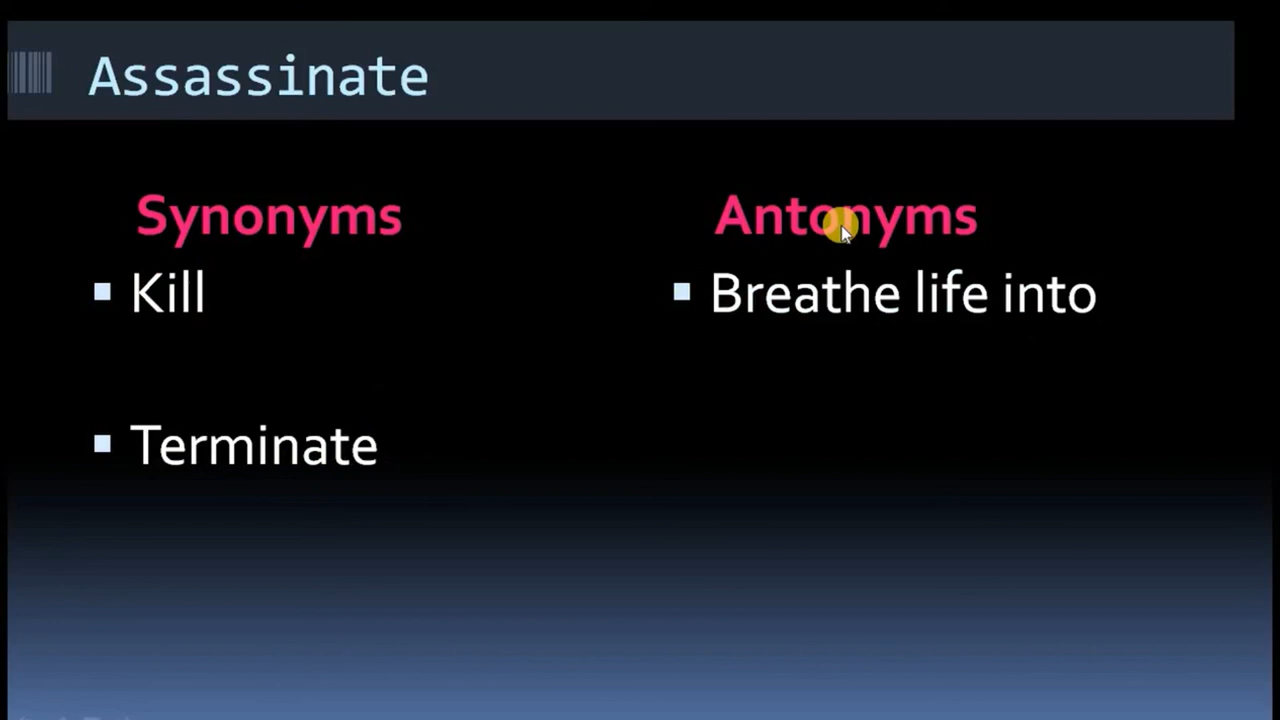 Assassinate
Synonyms
Kill
Terminate
Antonyms
Breathe life into